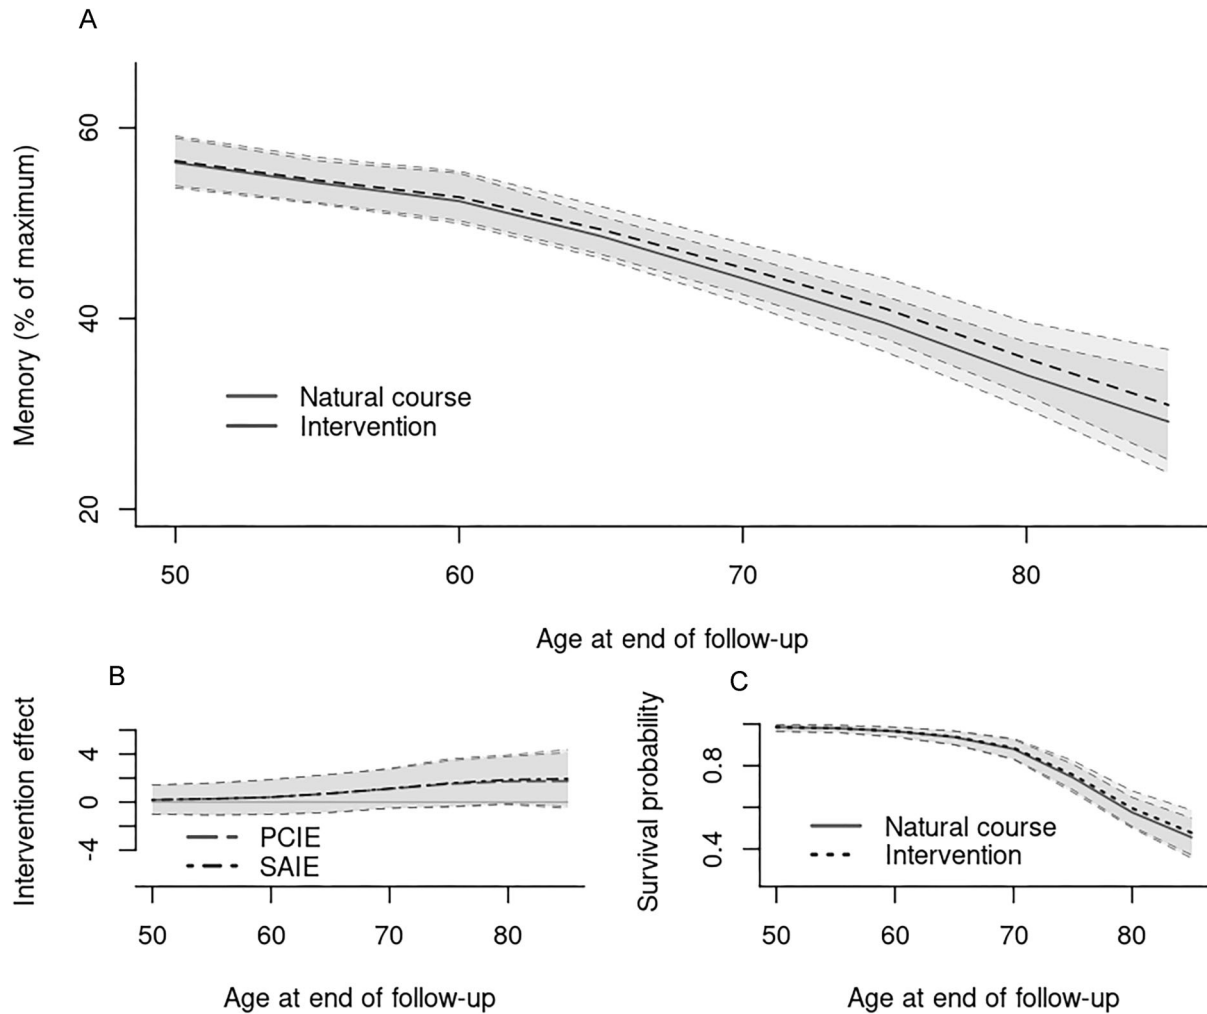 A
Memory (% of maximum)
60
40
20
Natural course
Intervention
50 60 70 80
Age at end of follow-up
B
Intervention effect
4
0
-4
PCIE
SAIE
50 60 70 80
Age at end of follow-up
C
Survival probability
0.8
0.4
Natural course
Intervention
50 60 70 80
Age at end of follow-up